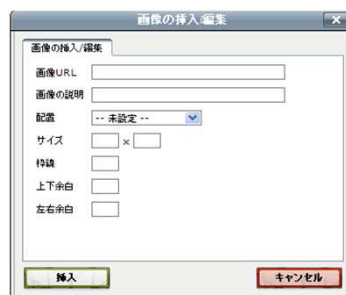 画像の挿入/編集
画像の挿入/編集
画像URL
画像の説明
配置 -- 未設定 --
サイズ ×
枠線
上下余白
左右余白
挿入 キャンセル